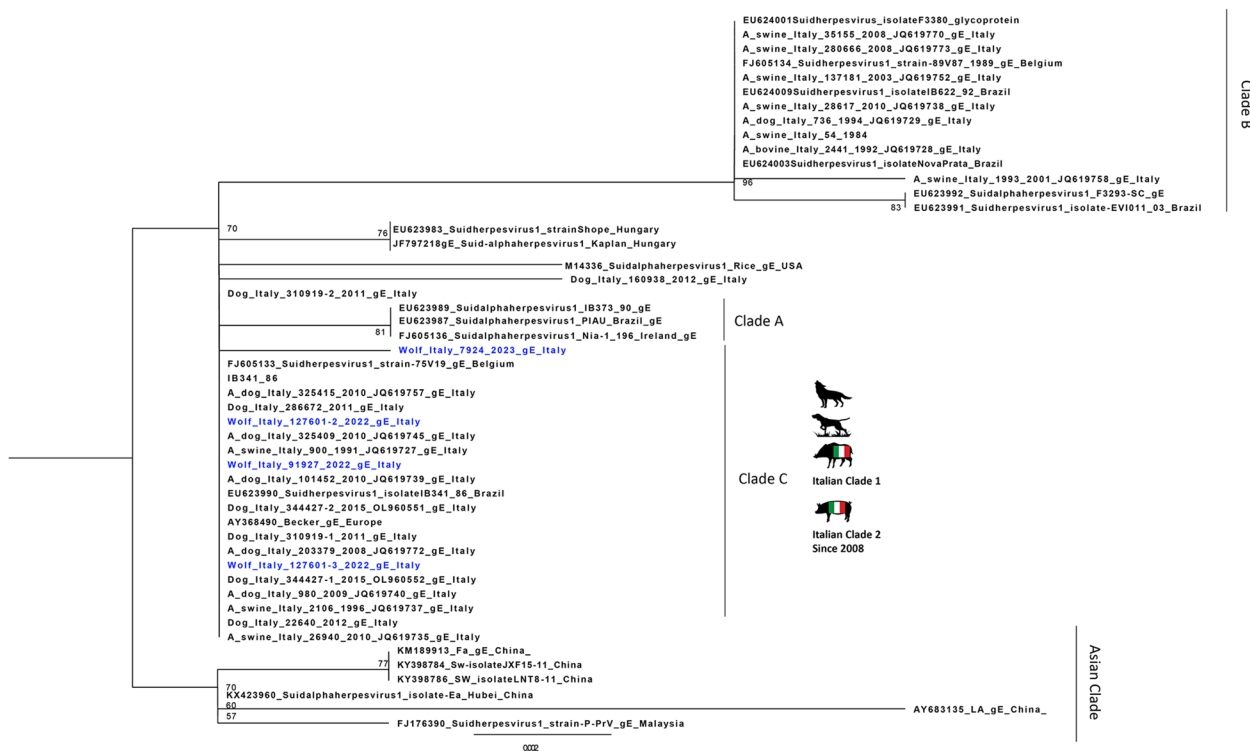 EU624001Suidherpesvirus_isolateF3380_glycoprotein
A_swine_Italy_35155_2008_JQ619770_gE_Italy
A_swine_Italy_280666_2008_JQ619773_gE_Italy
FJ605134_Suidherpesvirus1_strain-89V87_1989_gE_Belgium
A_swine_Italy_137181_2003_JQ619752_gE_Italy
EU624009Suidherpesvirus1_isolateIB622_92_Brazil
A_swine_Italy_28617_2010_JQ619738_gE_Italy
A_dog_Italy_736_1994_JQ619729_gE_Italy
A_swine_Italy_54_1984
A_bovine_Italy_2441_1992_JQ619728_gE_Italy
EU624003Suidherpesvirus1_isolateNovaPrata_Brazil
A_swine_Italy_1993_2001_JQ619758_gE_Italy
96
EU623992_Suidalphaherpesvirus1_F3293-SC_gE
83
EU623991_Suidherpesvirus1_isolate-EVI011_03_Brazil
Clade B
70
EU623983_Suidherpesvirus1_strainShope_Hungary
76
JF797218gE_Suid-alphaherpesvirus1_Kaplan_Hungary
M14336_Suidalphaherpesvirus1_Rice_gE_USA
Dog_Italy_160938_2012_gE_Italy
Dog_Italy_310919-2_2011_gE_Italy
EU623989_Suidalphaherpesvirus1_IB373_90_gE
EU623987_Suidalphaherpesvirus1_PIAU_Brazil_gE
81
FJ605136_Suidalphaherpesvirus1_Nia-1_196_Ireland_gE
Clade A
Wolf_Italy_7924_2023_gE_Italy
FJ605133_Suidherpesvirus1_strain-75V19_gE_Belgium
IB341_86
A_dog_Italy_325415_2010_JQ619757_gE_Italy
Dog_Italy_286672_2011_gE_Italy
Wolf_Italy_127601-2_2022_gE_Italy
A_dog_Italy_325409_2010_JQ619745_gE_Italy
A_swine_Italy_900_1991_JQ619727_gE_Italy
Wolf_Italy_91927_2022_gE_Italy
A_dog_Italy_101452_2010_JQ619739_gE_Italy
EU623990_Suidherpesvirus1_isolateIB341_86_Brazil
Dog_Italy_344427-2_2015_OL960551_gE_Italy
AY368490_Becker_gE_Europe
Dog_Italy_310919-1_2011_gE_Italy
A_dog_Italy_203379_2008_JQ619772_gE_Italy
Wolf_Italy_127601-3_2022_gE_Italy
Dog_Italy_344427-1_2015_OL960552_gE_Italy
A_dog_Italy_980_2009_JQ619740_gE_Italy
A_swine_Italy_2106_1996_JQ619737_gE_Italy
Dog_Italy_22640_2012_gE_Italy
A_swine_Italy_26940_2010_JQ619735_gE_Italy
Clade C
Italian Clade 1
Italian Clade 2
Since 2008
KM189913_Fa_gE_China_
77
KY398784_Sw-isolateJXF15-11_China
KY398786_SW_isolateLNT8-11_China
70
KX423960_Suidalphaherpesvirus1_isolate-Ea_Hubei_China
60
AY683135_LA_gE_China_
57
FJ176390_Suidherpesvirus1_strain-P-PrV_gE_Malaysia
Asian Clade
0.002